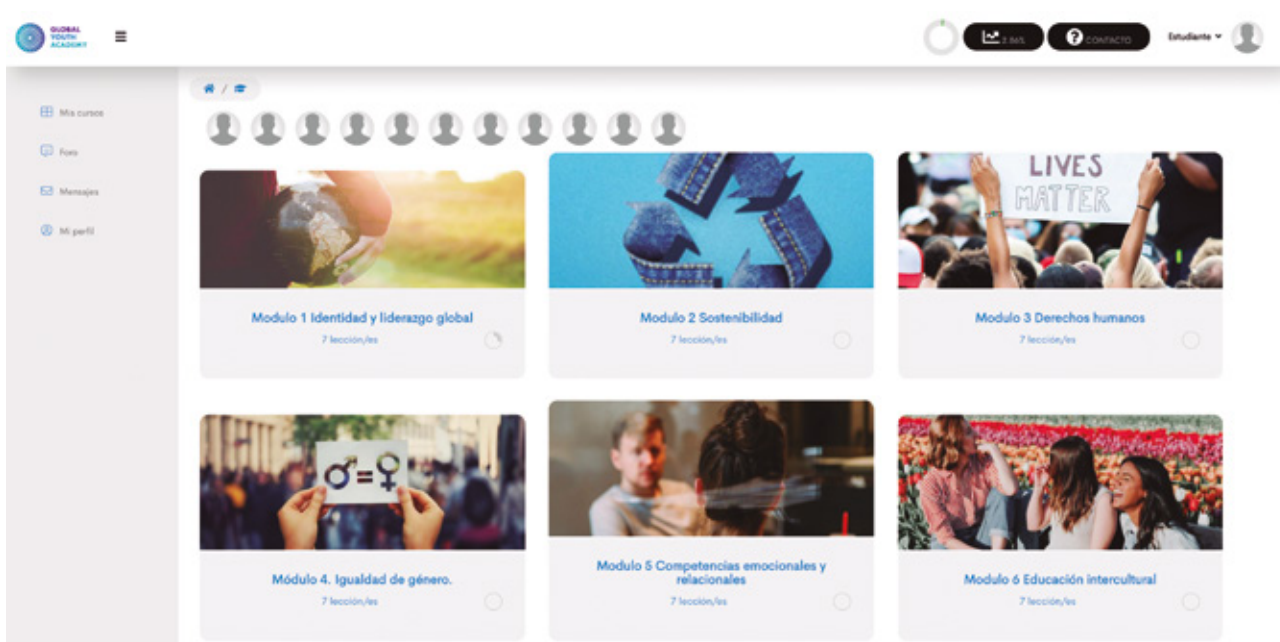 GLOBAL
YOUTH
ACADEMY
2.86%
CONTACTO
Estudiante
/
Mis cursos
Foro
Mensajes
Mi perfil
LIVES
MATTER
Modulo 1 Identidad y liderazgo global
7 lección/es
Modulo 2 Sostenibilidad
7 lección/es
Modulo 3 Derechos humanos
7 lección/es
Módulo 4. Igualdad de género.
7 lección/es
Modulo 5 Competencias emocionales y
relacionales
7 lección/es
Modulo 6 Educación intercultural
7 lección/es